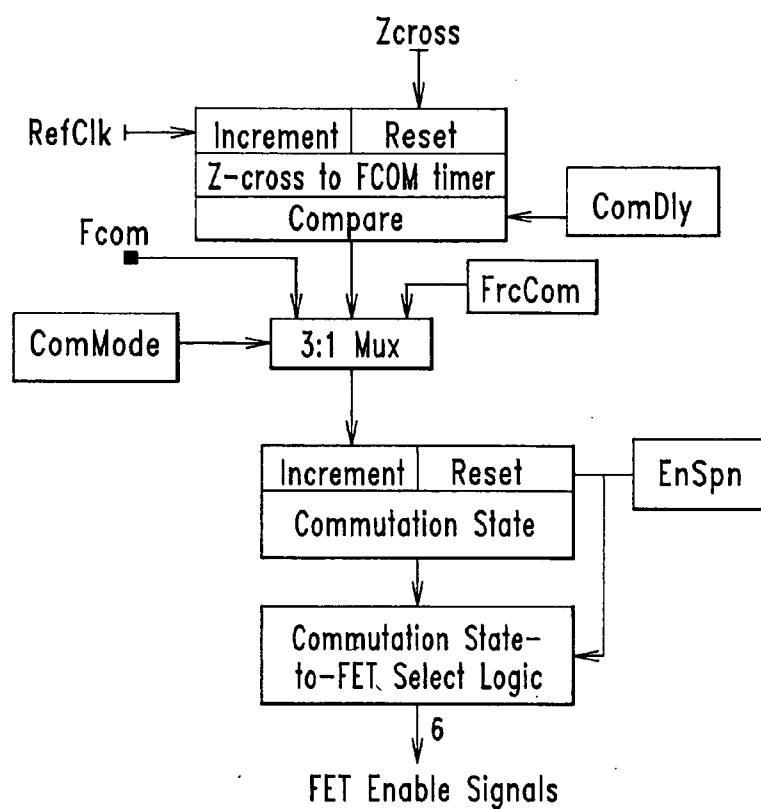 Zcross
RefClk
Increment
Reset
Z-cross to FCOM timer
Compare
ComDly
Fcom
FrcCom
ComMode
3:1 Mux
Increment
Reset
EnSpn
Commutation State
Commutation State-
to-FET Select Logic
6
FET Enable Signals